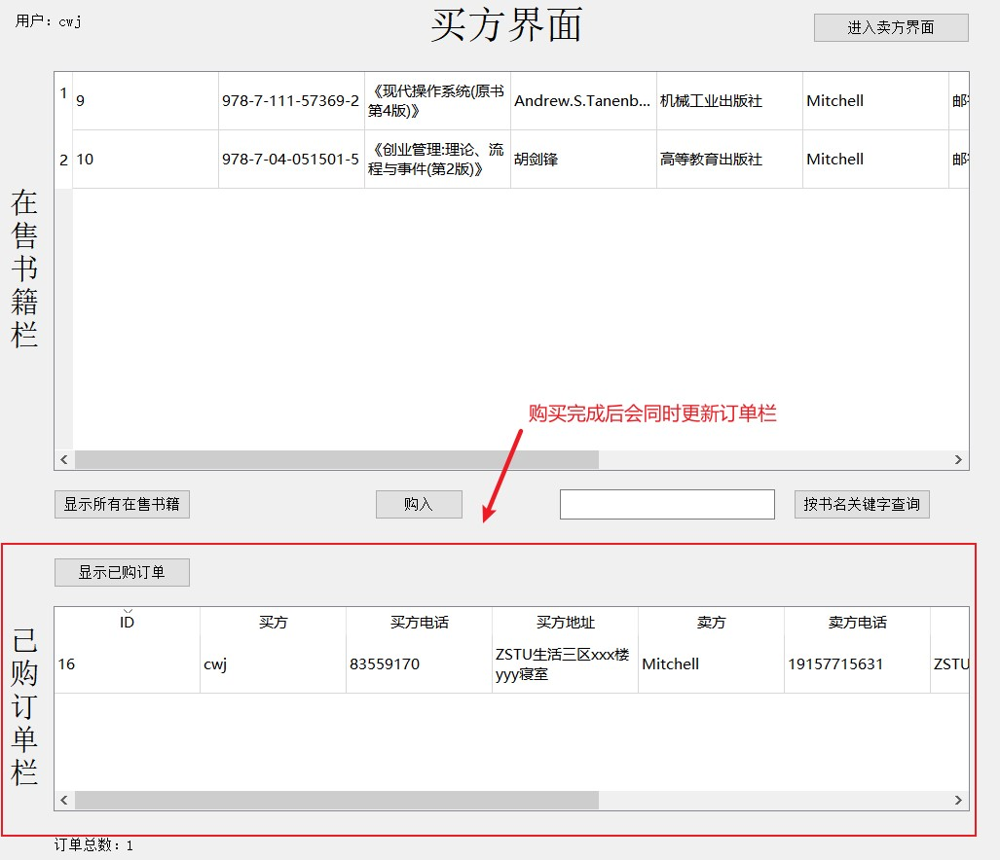 用户：cwj
买方界面
进入卖方界面
在售书籍栏
1 9 978-7-111-57369-2 《现代操作系统(原书第4版)》 Andrew.S.Tanenb... 机械工业出版社 Mitchell 邮
2 10 978-7-04-051501-5 《创业管理:理论、流程与事件(第2版)》 胡剑锋 高等教育出版社 Mitchell 邮
购买完成后会同时更新订单栏
显示所有在售书籍 购入 按书名关键字查询
显示已购订单
已购订单栏
ID 买方 买方电话 买方地址 卖方 卖方电话
16 cwj 83559170 ZSTU生活三区xxx楼yyy寝室 Mitchell 19157715631 ZSTU
订单总数：1